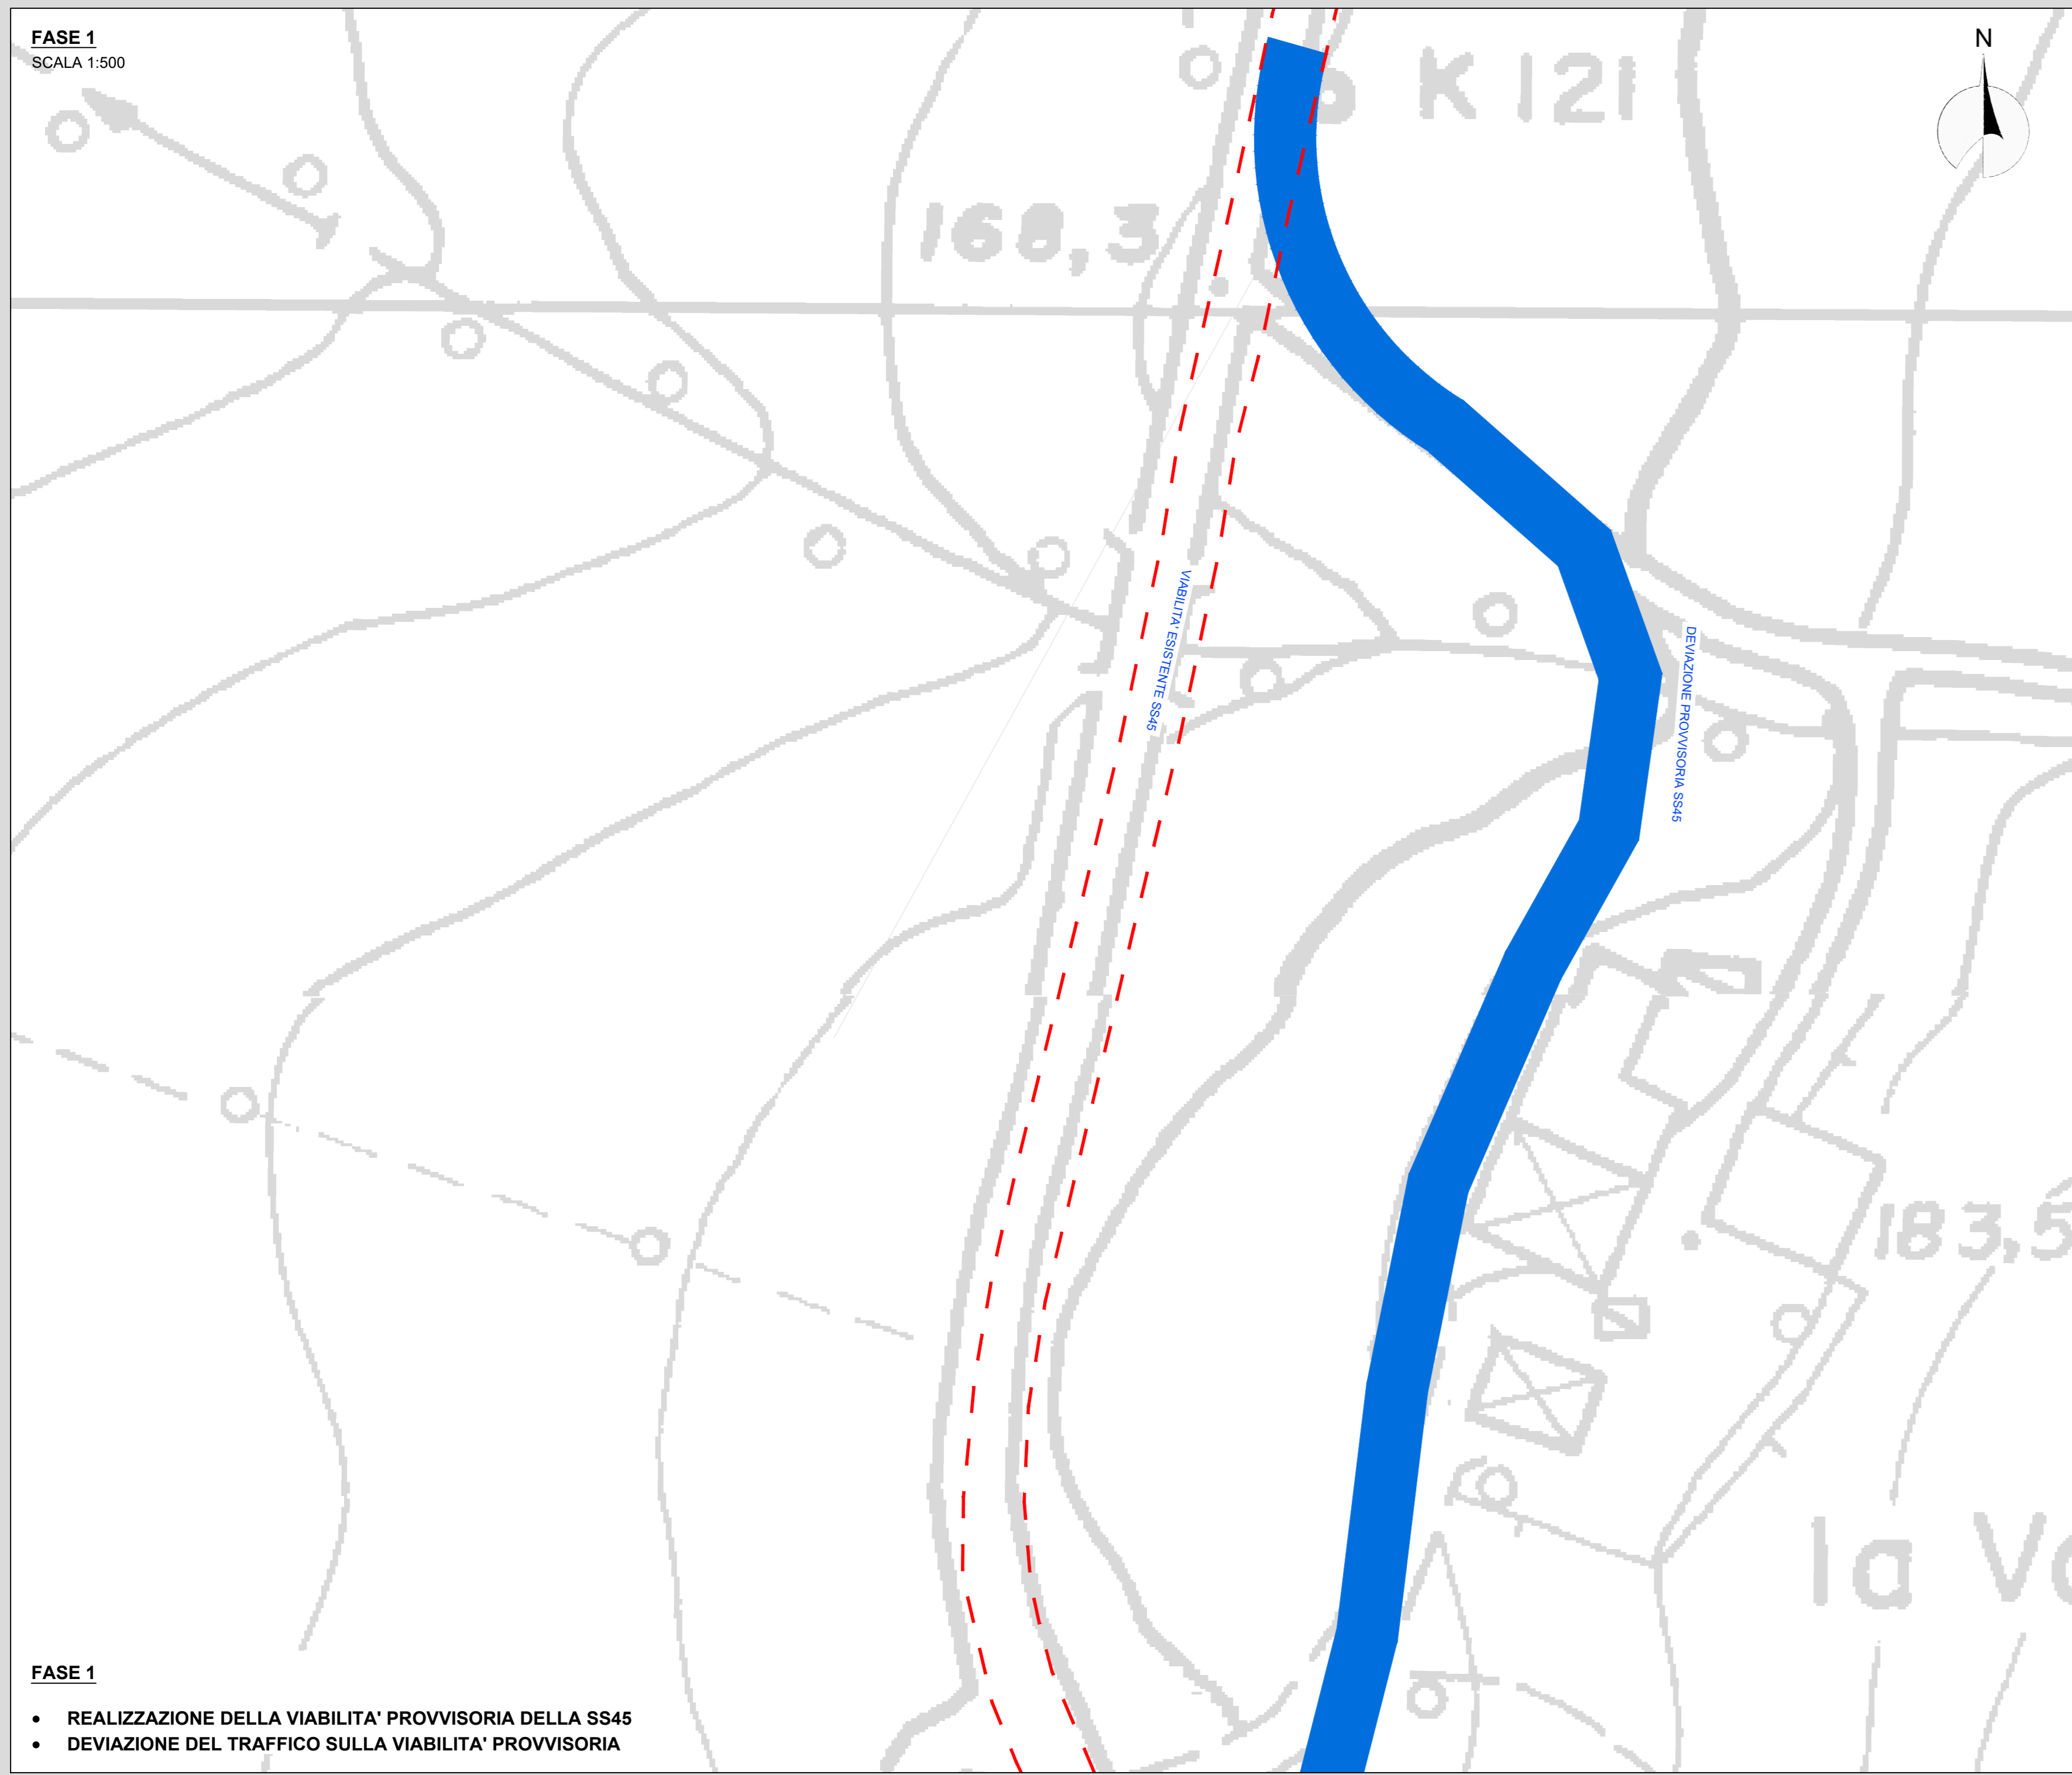 FASE 1
SCALA 1:500
N
K 121
168,3
VIABILITA' ESISTENTE SS45
DEVIAZIONE PROVVISORIA SS45
183,5
la
FASE 1
• REALIZZAZIONE DELLA VIABILITA' PROVVISORIA DELLA SS45
• DEVIAZIONE DEL TRAFFICO SULLA VIABILITA' PROVVISORIA